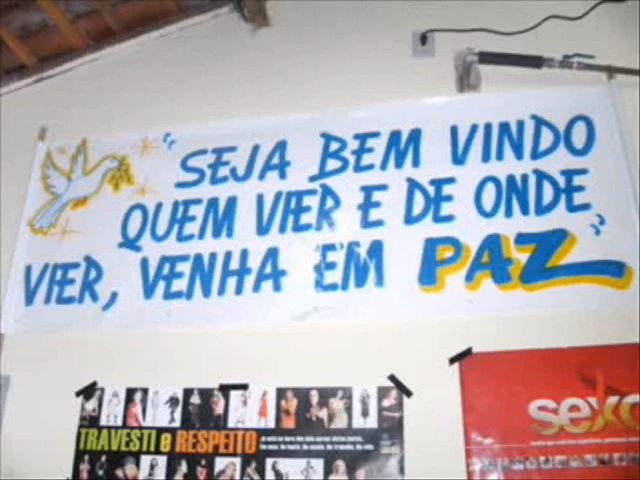 "SEJA BEM VINDO
QUEM VIER E DE ONDE
VIER, VENHA EM PAZ"
TRAVESTI e RESPEITO
sexo